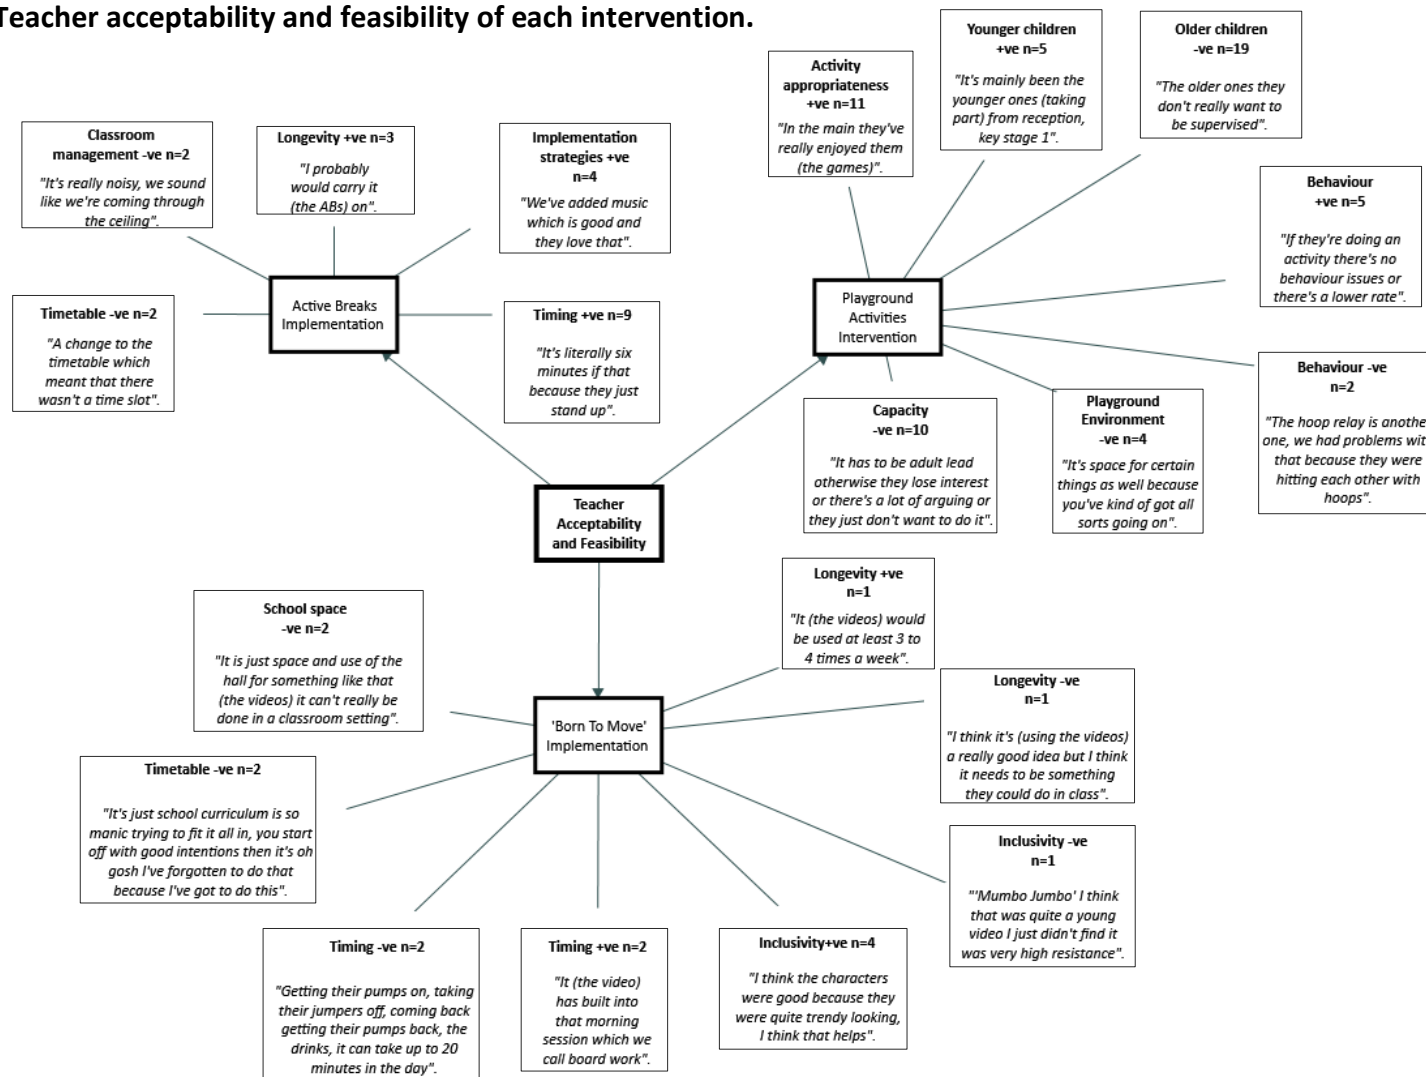 Teacher acceptability and feasibility of each intervention.
Classroom
management -ve n=2
"It's really noisy, we sound
like we're coming through
the ceiling".
Longevity +ve n=3
"I probably
would carry it
(the ABs) on".
Implementation
strategies +ve
n=4
"We've added music
which is good and
they love that".
Timetable -ve n=2
"A change to the
timetable which
meant that there
wasn't a time slot".
Active Breaks
Implementation
Timing +ve n=9
"It's literally six
minutes if that
because they just
stand up".
Activity
appropriateness
+ve n=11
"In the main they've
really enjoyed them
(the games)".
Younger children
+ve n=5
"It's mainly been the
younger ones (taking
part) from reception,
key stage 1".
Older children
-ve n=19
"The older ones they
don't really want to
be supervised".
Behaviour
+ve n=5
"If they're doing an
activity there's no
behaviour issues or
there's a lower rate".
Playground
Activities
Intervention
Behaviour -ve
n=2
"The hoop relay is anothe
one, we had problems wit
that because they were
hitting each other with
hoops".
Capacity
-ve n=10
"It has to be adult lead
otherwise they lose interest
or there's a lot of arguing or
they just don't want to do it".
Playground
Environment
-ve n=4
"It's space for certain
things as well because
you've kind of got all
sorts going on".
Teacher
Acceptability
and Feasibility
School space
-ve n=2
"It is just space and use of the
hall for something like that
(the videos) it can't really be
done in a classroom setting".
Longevity +ve
n=1
"It (the videos) would
be used at least 3 to
4 times a week".
Longevity -ve
n=1
"I think it's (using the videos)
a really good idea but I think
it needs to be something
they could do in class".
'Born To Move'
Implementation
Timetable -ve n=2
"It's just school curriculum is so
manic trying to fit it all in, you start
off with good intentions then it's oh
gosh I've forgotten to do that
because I've got to do this".
Inclusivity -ve
n=1
"'Mumbo Jumbo' I think
that was quite a young
video I just didn't find it
was very high resistance".
Timing -ve n=2
"Getting their pumps on, taking
their jumpers off, coming back
getting their pumps back, the
drinks, it can take up to 20
minutes in the day".
Timing +ve n=2
"It (the video)
has built into
that morning
session which we
call board work".
Inclusivity+ve n=4
"I think the characters
were good because they
were quite trendy looking,
I think that helps".